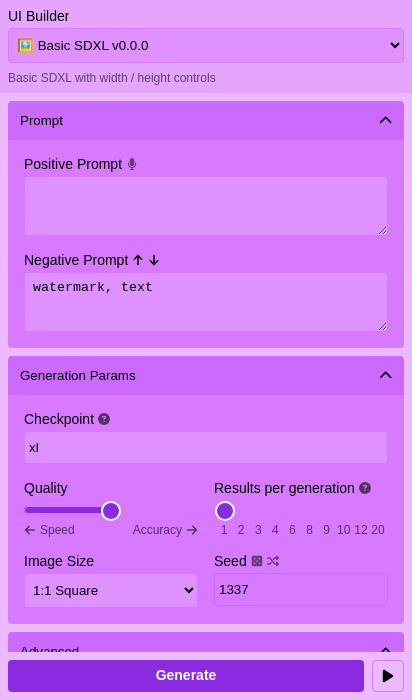 UI Builder
🖼️ Basic SDXL v0.0.0
Basic SDXL with width / height controls
Prompt
Positive Prompt
Negative Prompt ↑ ↓
watermark, text
Generation Params
Checkpoint ?
xl
Quality
← Speed Accuracy →
Results per generation ?
1 2 3 4 6 8 9 10 12 20
Image Size
1:1 Square
Seed
1337
Advanced
Generate